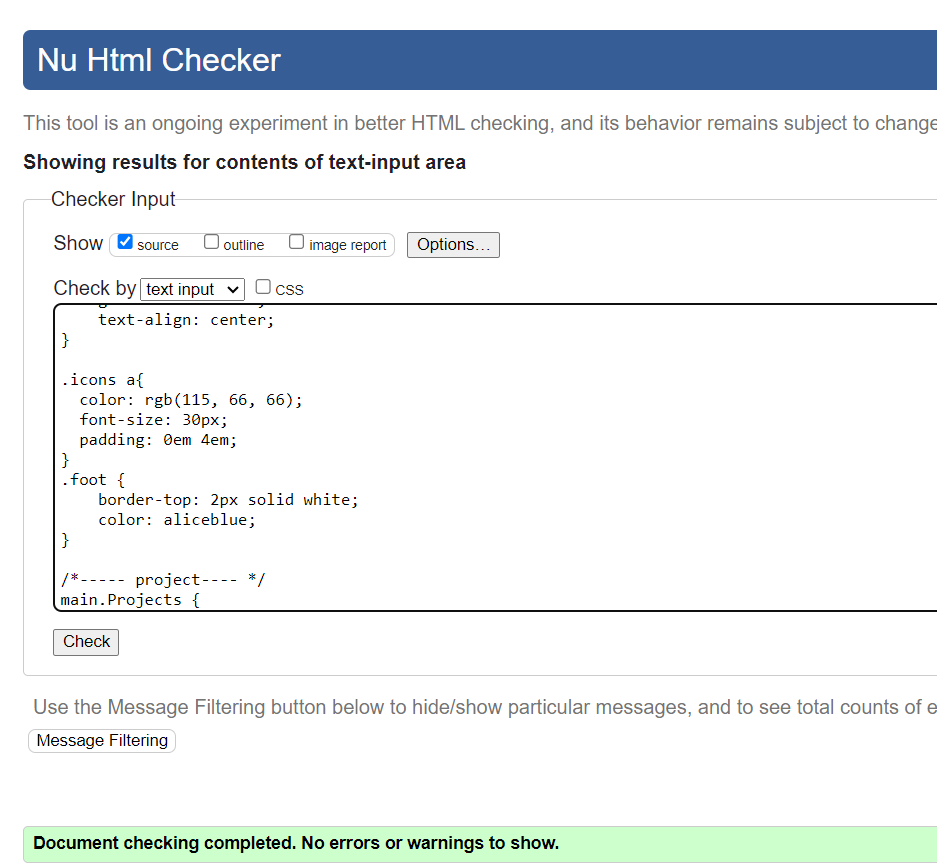 Nu Html Checker
This tool is an ongoing experiment in better HTML checking, and its behavior remains subject to change
Showing results for contents of text-input area
Checker Input
Show source outline image report Options...
Check by text input CSS
text-align: center;
}
.icons a{
color: rgb(115, 66, 66);
font-size: 30px;
padding: 0em 4em;
}
.foot {
border-top: 2px solid white;
color: aliceblue;
}
/*----- project---- */
main.Projects {
Check
Use the Message Filtering button below to hide/show particular messages, and to see total counts of
Message Filtering
Document checking completed. No errors or warnings to show.